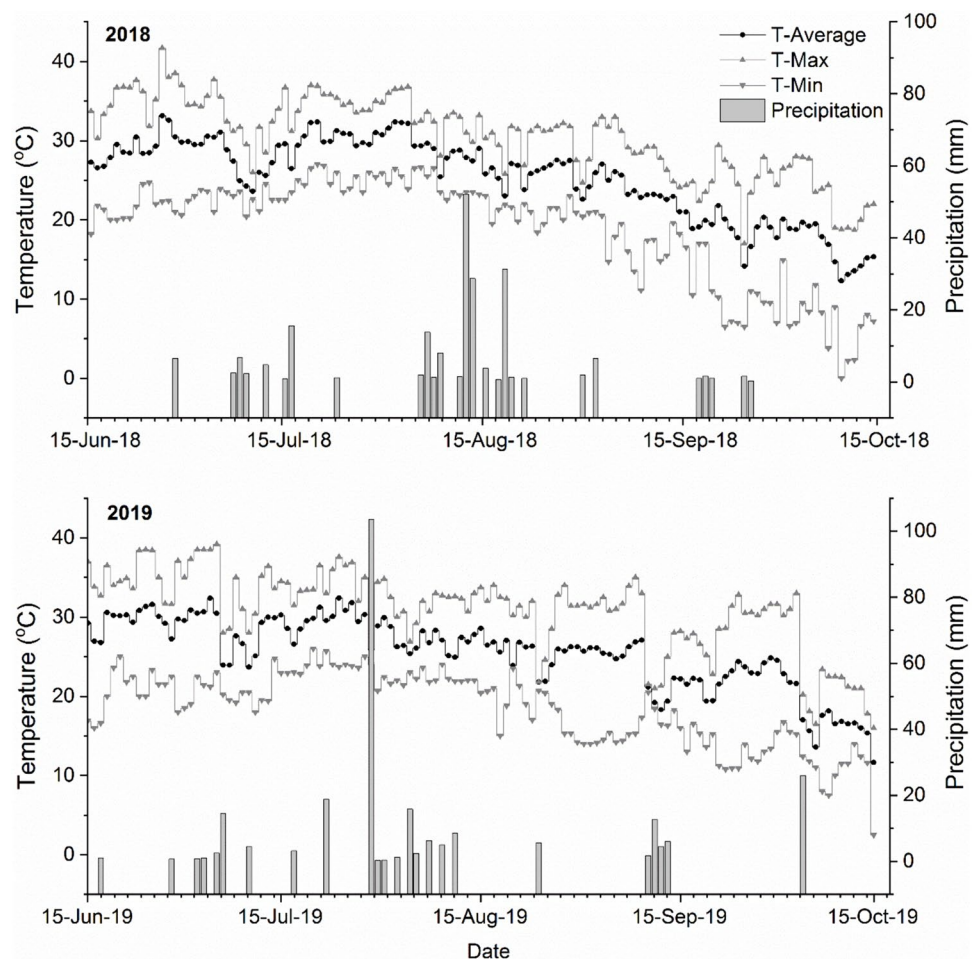 2018
T-Average
T-Max
T-Min
Precipitation
Temperature (°C)
40
30
20
10
0
Precipitation (mm)
100
80
60
40
20
0
15-Jun-18
15-Jul-18
15-Aug-18
15-Sep-18
15-Oct-18
2019
Temperature (°C)
40
30
20
10
0
Precipitation (mm)
100
80
60
40
20
0
15-Jun-19
15-Jul-19
15-Aug-19
15-Sep-19
15-Oct-19
Date